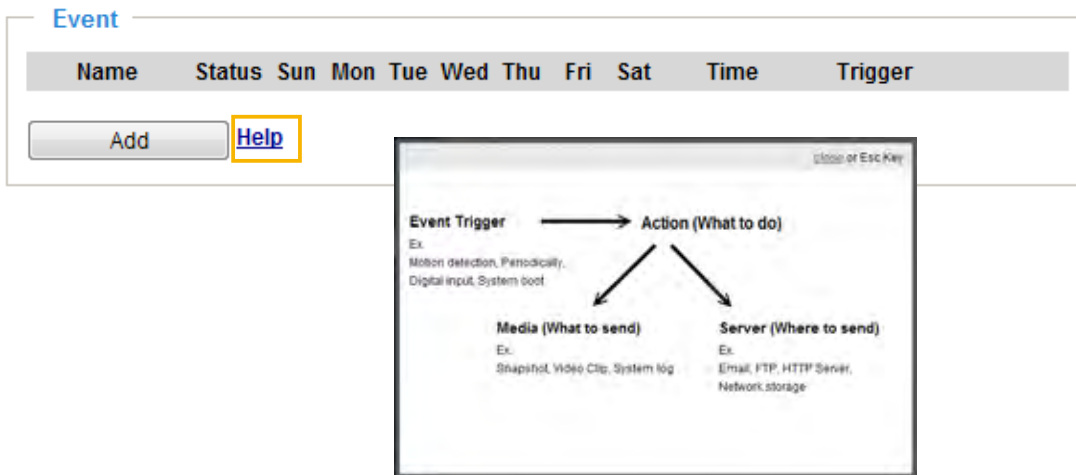 Event
Name Status Sun Mon Tue Wed Thu Fri Sat Time Trigger
Add Help
close or Esc Key
Event Trigger
Ex.
Motion detection, Periodically,
Digital input, System boot
Action (What to do)
Media (What to send)
Ex.
Snapshot, Video Clip, System log
Server (Where to send)
Ex.
Email, FTP, HTTP Server,
Network storage